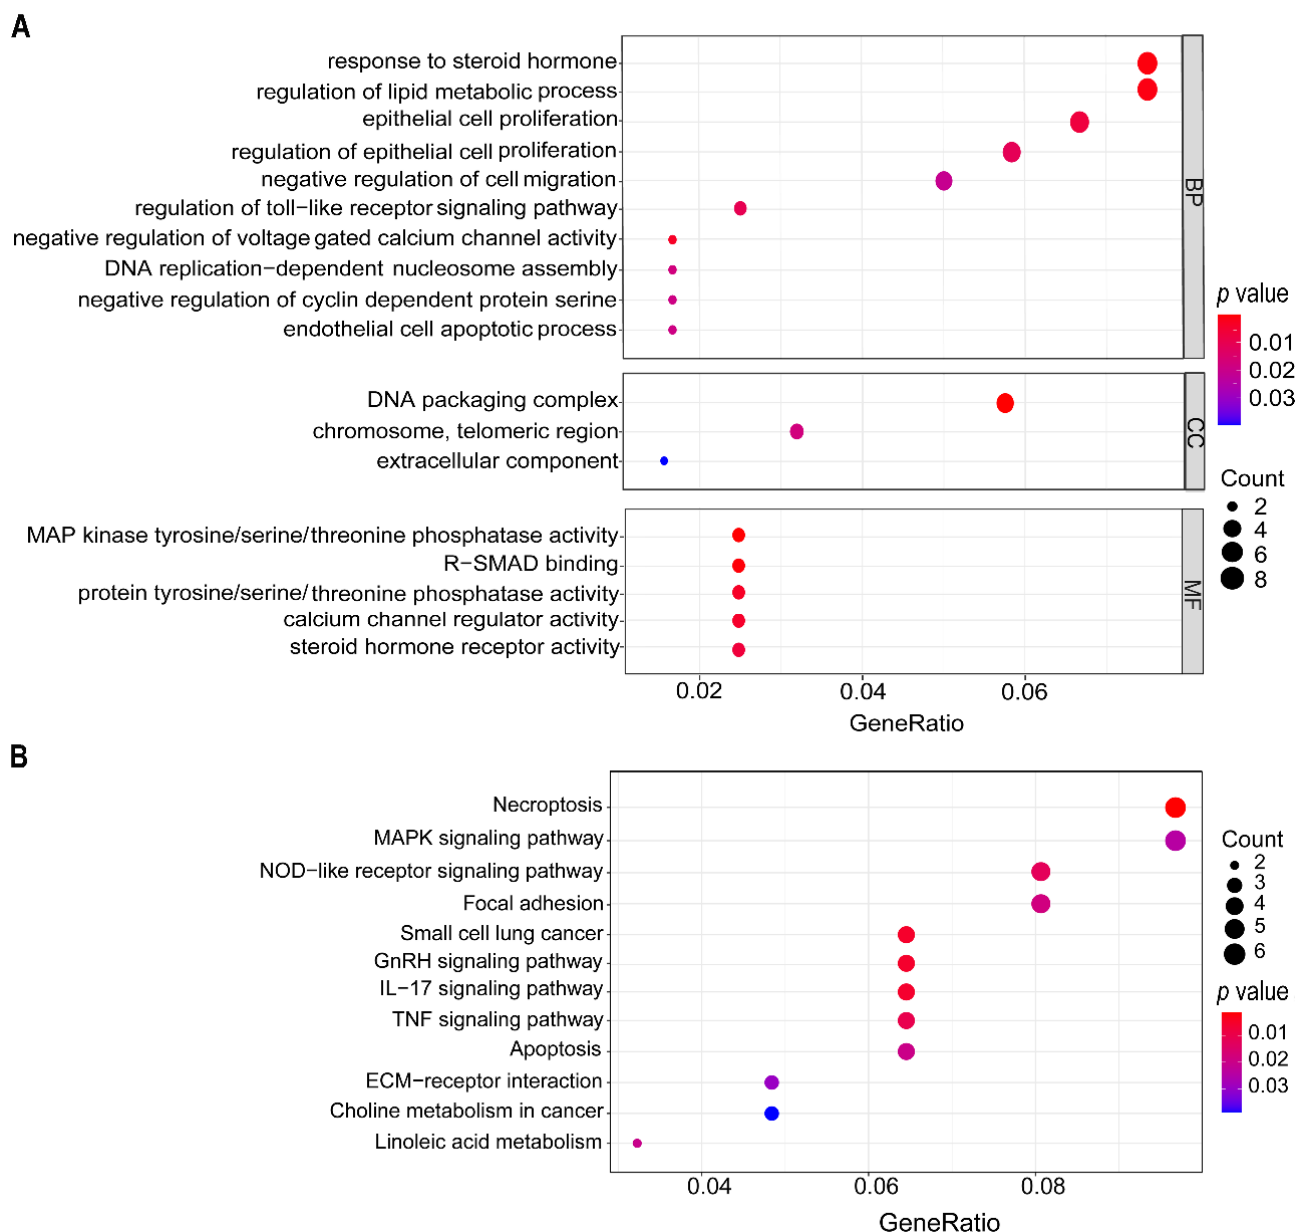 A
response to steroid hormone
regulation of lipid metabolic process
epithelial cell proliferation
regulation of epithelial cell proliferation
negative regulation of cell migration
regulation of toll−like receptor signaling pathway
negative regulation of voltage gated calcium channel activity
DNA replication−dependent nucleosome assembly
negative regulation of cyclin dependent protein serine
endothelial cell apoptotic process
BP
DNA packaging complex
chromosome, telomeric region
extracellular component
CC
MAP kinase tyrosine/serine/threonine phosphatase activity
R−SMAD binding
protein tyrosine/serine/threonine phosphatase activity
calcium channel regulator activity
steroid hormone receptor activity
MF
0.02 0.04 0.06
GeneRatio
p value
0.01
0.02
0.03
Count
2
4
6
8
B
Necroptosis
MAPK signaling pathway
NOD−like receptor signaling pathway
Focal adhesion
Small cell lung cancer
GnRH signaling pathway
IL−17 signaling pathway
TNF signaling pathway
Apoptosis
ECM−receptor interaction
Choline metabolism in cancer
Linoleic acid metabolism
0.04 0.06 0.08
GeneRatio
Count
2
3
4
5
6
p value
0.01
0.02
0.03